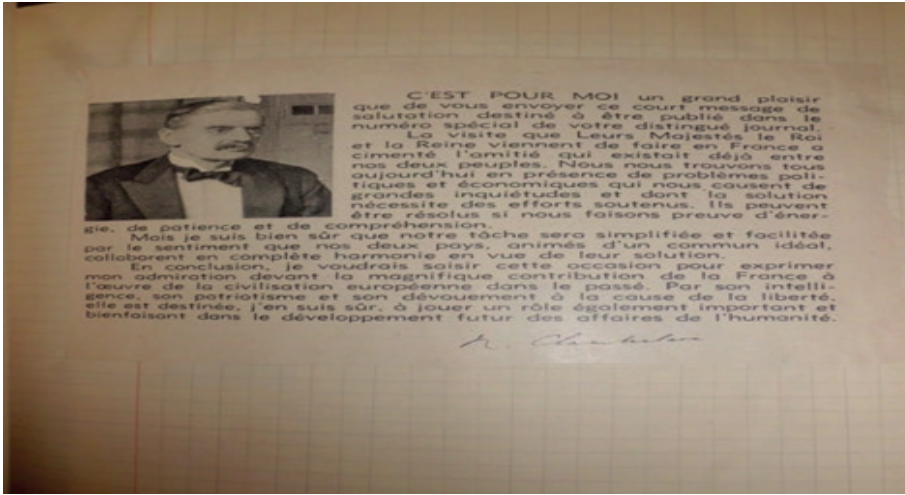 C'EST POUR MOI un grand plaisir
que de vous envoyer ce court message de
salutation destiné à être publié dans le
numéro spécial de votre distingué journal.
La visite que Leurs Majestés le Roi
et la Reine viennent de faire en France a
cimenté l'amitié qui existait déjà entre
nos deux peuples. Nous nous trouvons tous
aujourd'hui en présence de problèmes poli-
tiques et économiques qui nous causent de
grandes inquiétudes et dont la solution
nécessite des efforts soutenus. Ils peuvent
être résolus si nous faisons preuve d'éner-
gie, de patience et de compréhension.
Mais je suis bien sûr que notre tâche sera simplifiée et facilitée
par le sentiment que nos deux pays, animés d'un commun idéal,
collaborent en complète harmonie en vue de leur solution.
En conclusion, je voudrais saisir cette occasion pour exprimer
mon admiration devant la magnifique contribution de la France à
l'œuvre de la civilisation européenne dans le passé. Par son intelli-
gence, son patriotisme et son dévouement à la cause de la liberté,
elle est destinée, j'en suis sûr, à jouer un rôle également important et
bienfaisant dans le développement futur des affaires de l'humanité.
N. Chamberlain